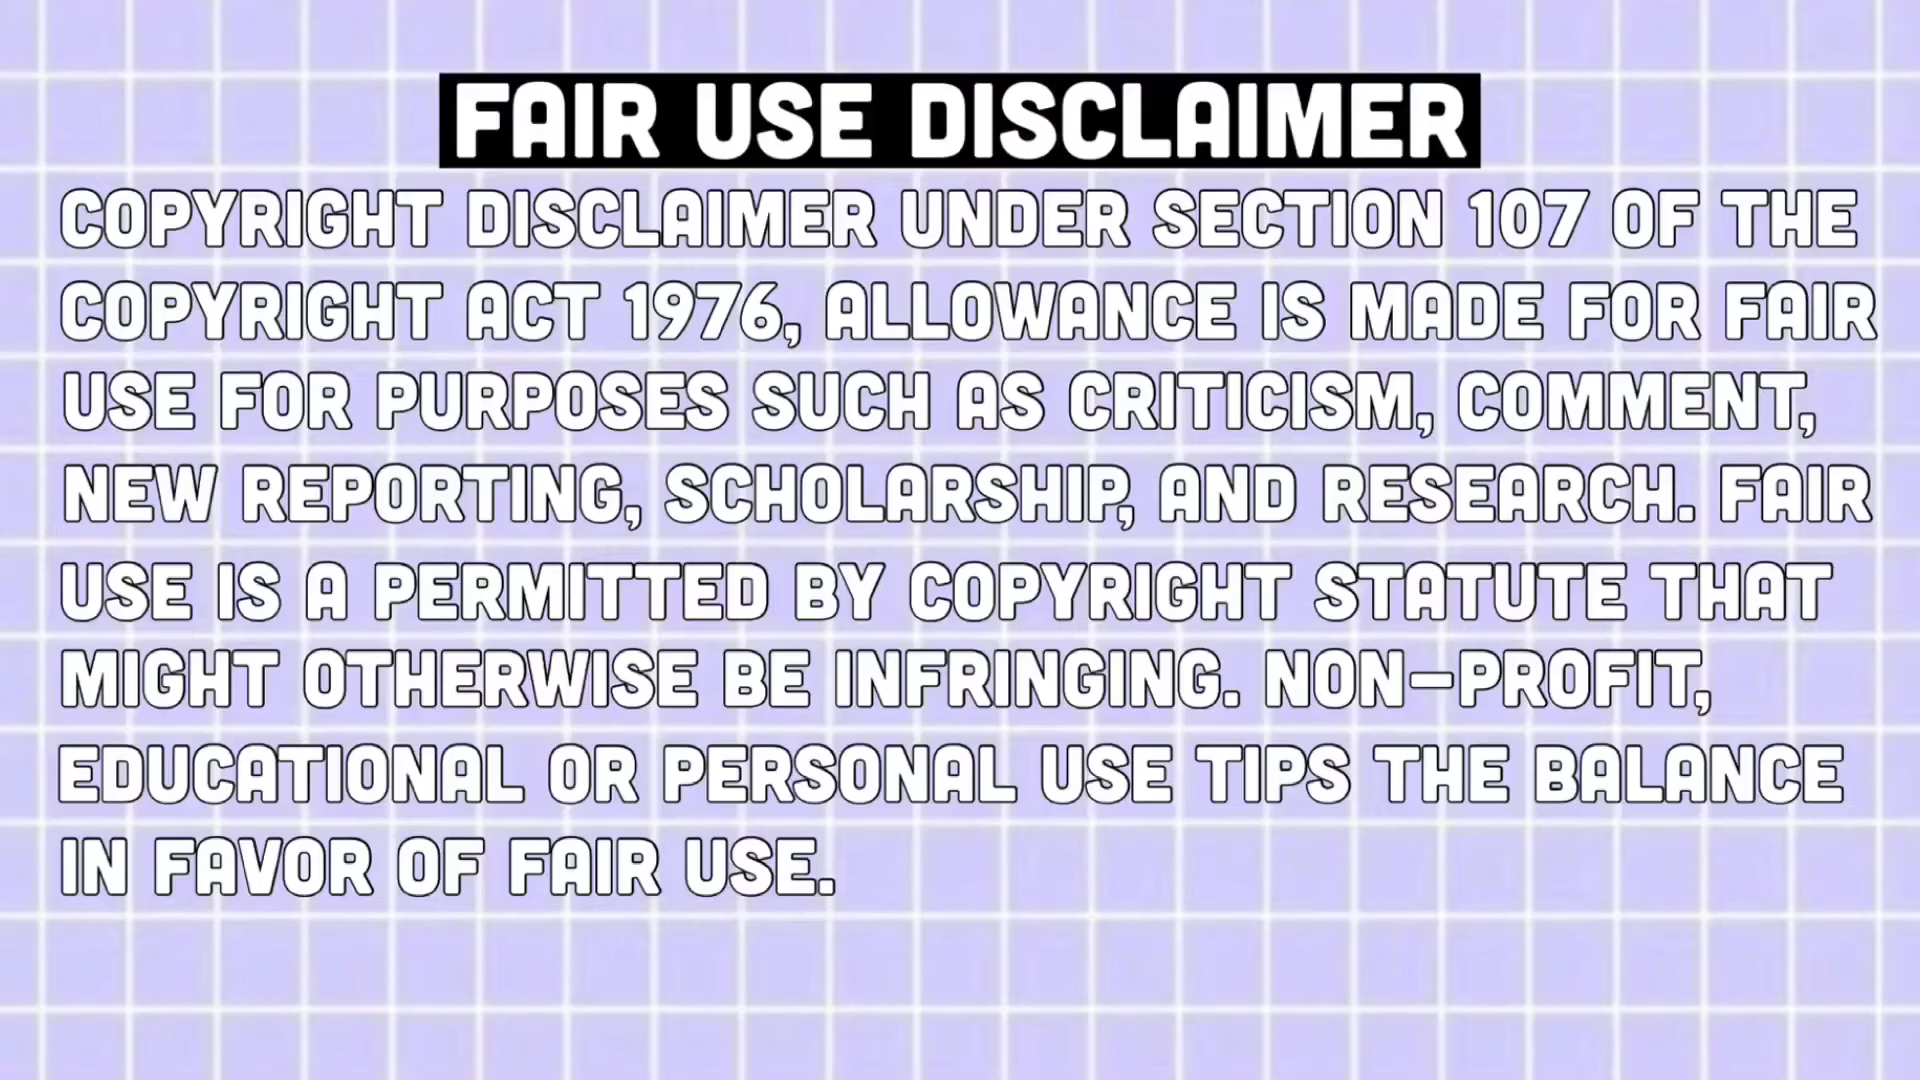 FAIR USE DISCLAIMER
COPYRIGHT DISCLAIMER UNDER SECTION 107 OF THE
COPYRIGHT ACT 1976, ALLOWANCE IS MADE FOR FAIR
USE FOR PURPOSES SUCH AS CRITICISM, COMMENT,
NEW REPORTING, SCHOLARSHIP, AND RESEARCH. FAIR
USE IS A PERMITTED BY COPYRIGHT STATUTE THAT
MIGHT OTHERWISE BE INFRINGING. NON-PROFIT,
EDUCATIONAL OR PERSONAL USE TIPS THE BALANCE
IN FAVOR OF FAIR USE.